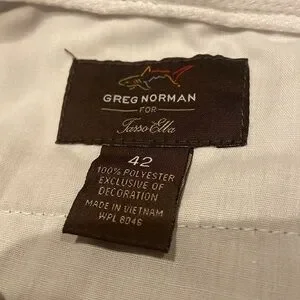 GREG NORMAN
FOR
Tasso Elba
42
100% POLYESTER
EXCLUSIVE OF
DECORATION
MADE IN VIETNAM
WPL 8046